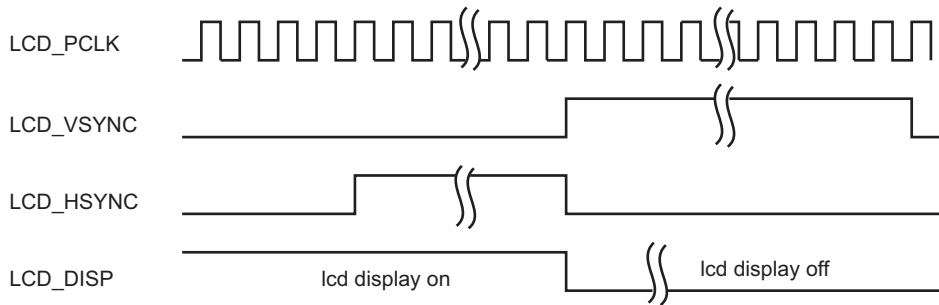 LCD_PCLK
LCD_VSYNC
LCD_HSYNC
LCD_DISP
lcd display on
lcd display off